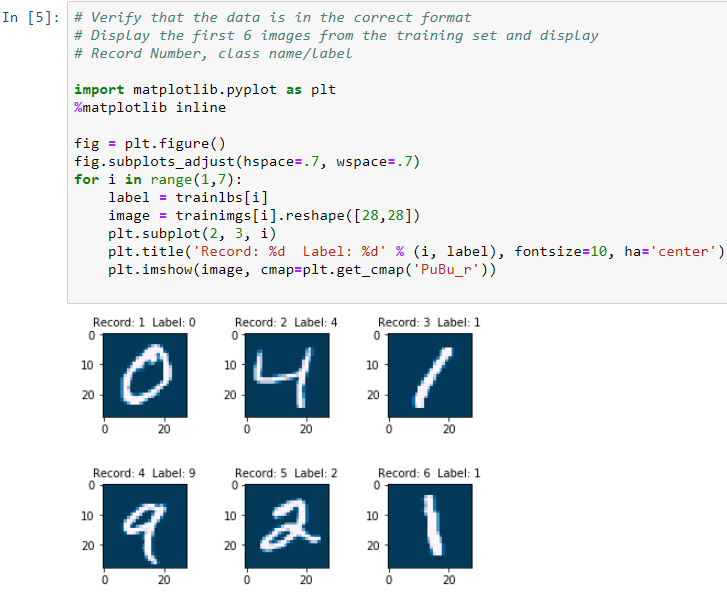 In [5]: # Verify that the data is in the correct format
# Display the first 6 images from the training set and display
# Record Number, class name/label
import matplotlib.pyplot as plt
%matplotlib inline
fig = plt.figure()
fig.subplots_adjust(hspace=.7, wspace=.7)
for i in range(1,7):
    label = trainlbs[i]
    image = trainimgs[i].reshape([28,28])
    plt.subplot(2, 3, i)
    plt.title('Record: %d  Label: %d' % (i, label), fontsize=10, ha='center')
    plt.imshow(image, cmap=plt.get_cmap('PuBu_r'))
Record: 1 Label: 0 Record: 2 Label: 4 Record: 3 Label: 1
0 0 0
0 4 1
10 10 10
20 20 20
0 20 0 20 0 20
Record: 4 Label: 9 Record: 5 Label: 2 Record: 6 Label: 1
0 0 0
9 2 1
10 10 10
20 20 20
0 20 0 20 0 20